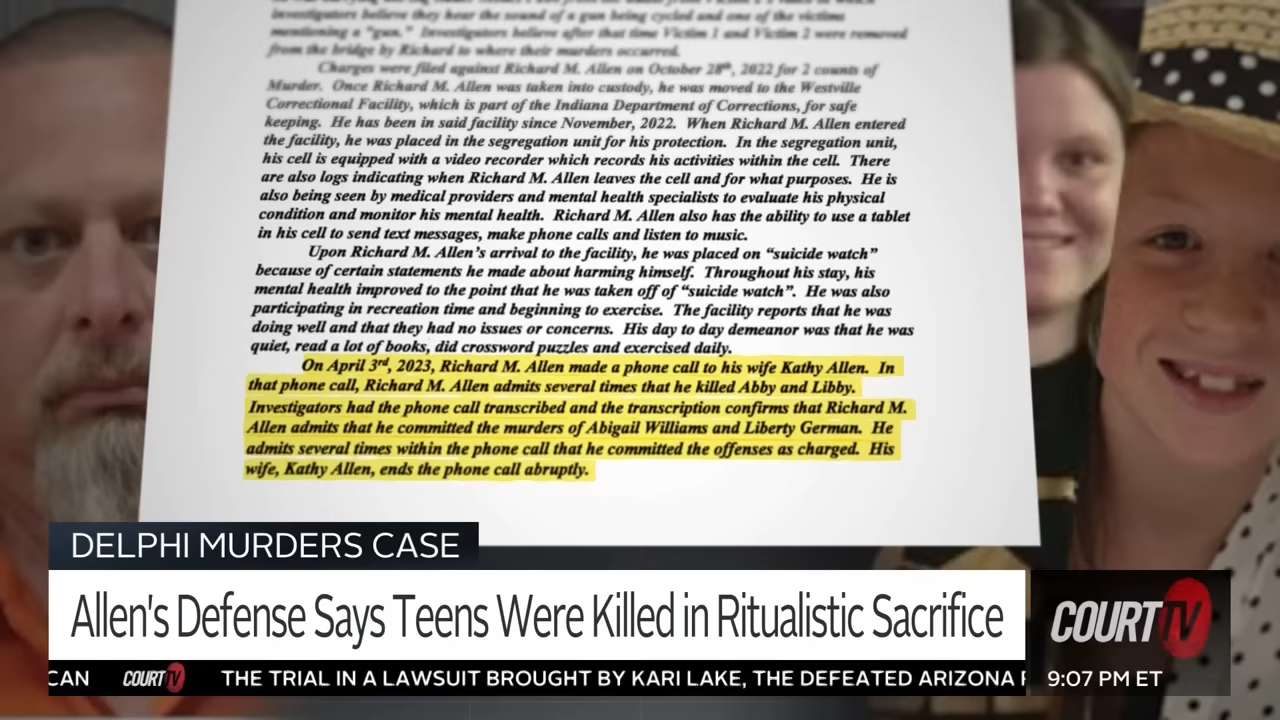 investigators believe they hear the sound of a gun being cycled and one of the victims
mentioning a "gun." Investigators believe after that time Victim 1 and Victim 2 were removed
from the bridge by Richard to where their murders occurred.
Charges were filed against Richard M. Allen on October 28th, 2022 for 2 counts of
Murder. Once Richard M. Allen was taken into custody, he was moved to the Westville
Correctional Facility, which is part of the Indiana Department of Corrections, for safe
keeping. He has been in said facility since November, 2022. When Richard M. Allen entered
the facility, he was placed in the segregation unit for his protection. In the segregation unit,
his cell is equipped with a video recorder which records his activities within the cell. There
are also logs indicating when Richard M. Allen leaves the cell and for what purposes. He is
also being seen by medical providers and mental health specialists to evaluate his physical
condition and monitor his mental health. Richard M. Allen also has the ability to use a tablet
in his cell to send text messages, make phone calls and listen to music.
Upon Richard M. Allen's arrival to the facility, he was placed on "suicide watch"
because of certain statements he made about harming himself. Throughout his stay, his
mental health improved to the point that he was taken off of "suicide watch". He was also
participating in recreation time and beginning to exercise. The facility reports that he was
doing well and that they had no issues or concerns. His day to day demeanor was that he was
quiet, read a lot of books, did crossword puzzles and exercised daily.
On April 3rd, 2023, Richard M. Allen made a phone call to his wife Kathy Allen. In
that phone call, Richard M. Allen admits several times that he killed Abby and Libby.
Investigators had the phone call transcribed and the transcription confirms that Richard M.
Allen admits that he committed the murders of Abigail Williams and Liberty German. He
admits several times within the phone call that he committed the offenses as charged. His
wife, Kathy Allen, ends the phone call abruptly.
DELPHI MURDERS CASE
Allen's Defense Says Teens Were Killed in Ritualistic Sacrifice
COURT TV
CAN COURT TV THE TRIAL IN A LAWSUIT BROUGHT BY KARI LAKE, THE DEFEATED ARIZONA
9:07 PM ET